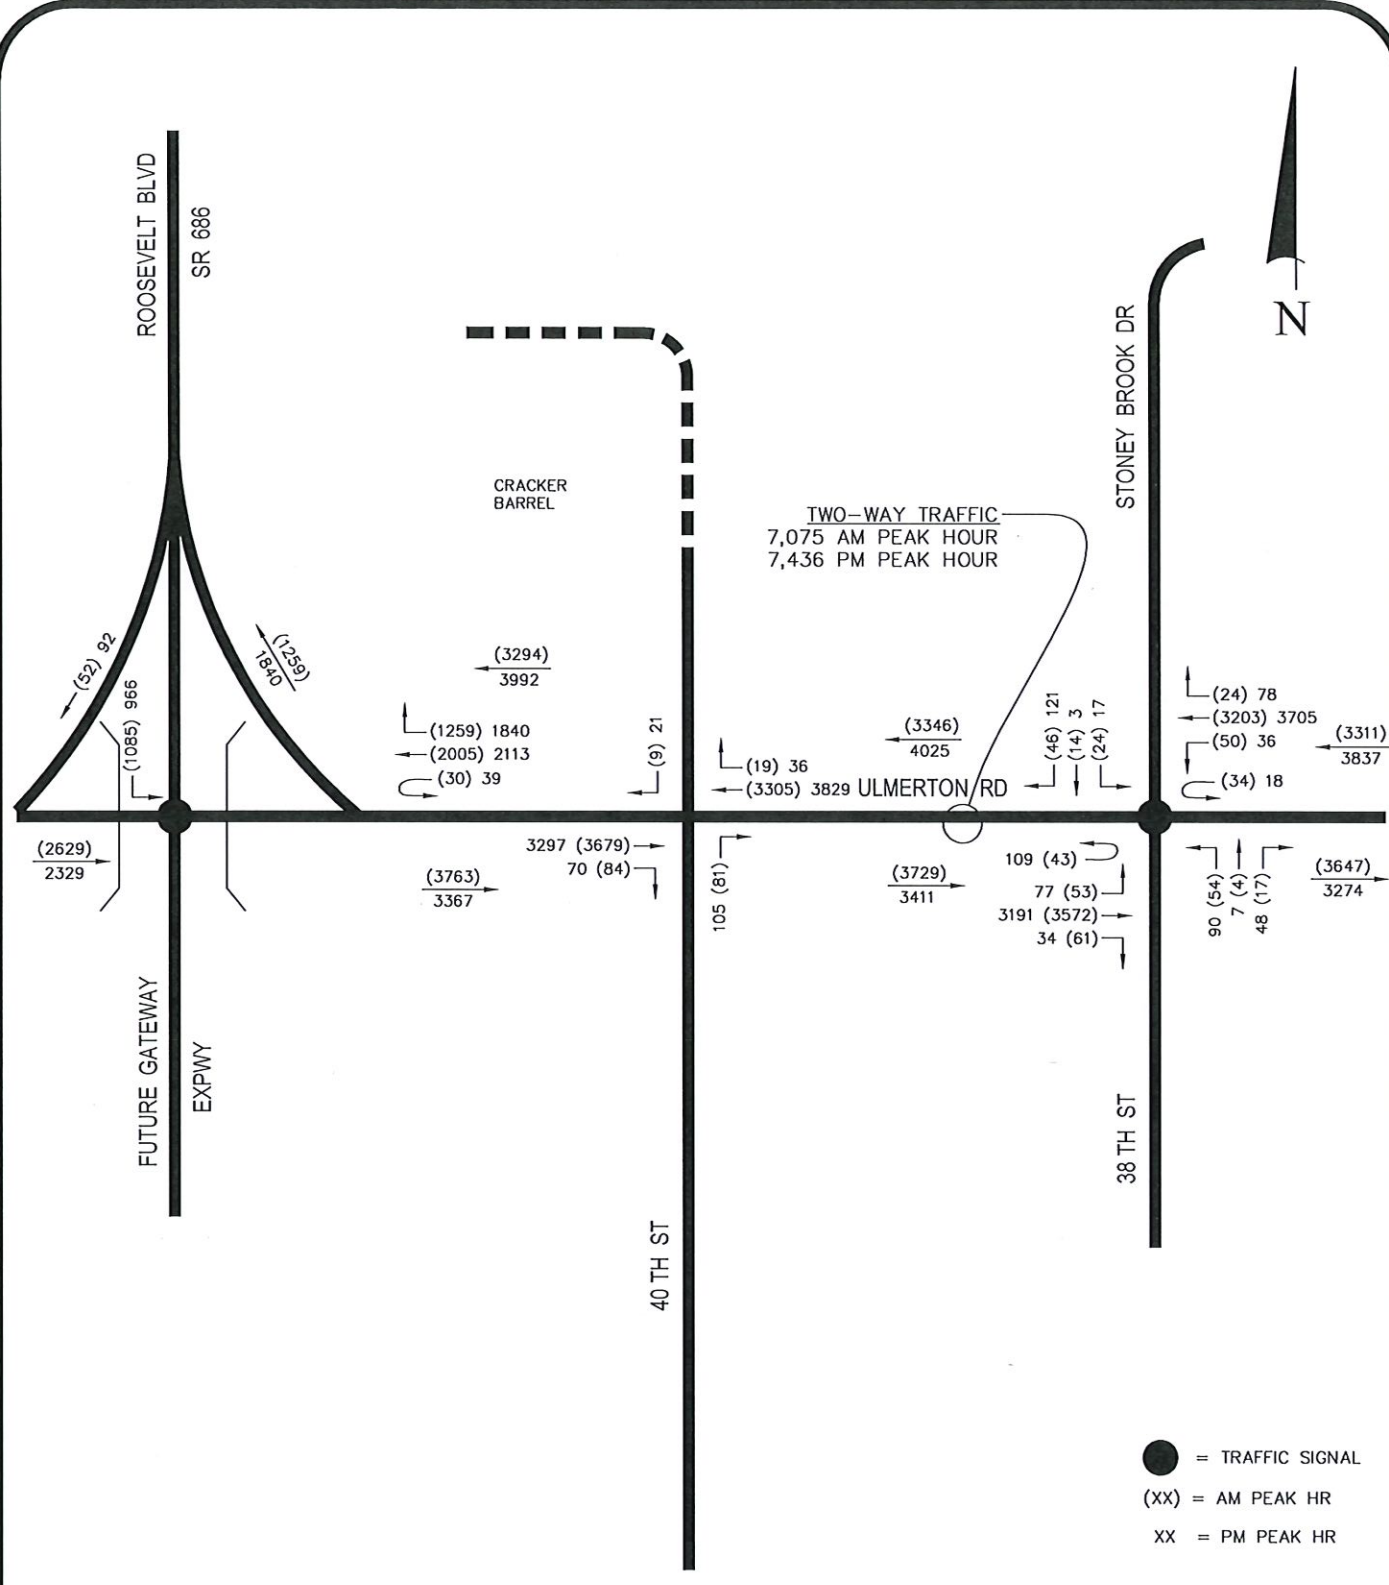 ROOSEVELT BLVD
SR 686
N
STONEY BROOK DR
CRACKER
BARREL
TWO-WAY TRAFFIC
7,075 AM PEAK HOUR
7,436 PM PEAK HOUR
(52) 92
(1259)
1840
(1085) 966
(3294)
3992
(1259) 1840
(2005) 2113
(30) 39
(9) 21
(19) 36
(3305) 3829
ULMERTON RD
(3346)
4025
(46) 121
(14) 3
(24) 17
(24) 78
(3203) 3705
(50) 36
(34) 18
(3311)
3837
(2629)
2329
(3763)
3367
3297 (3679)
70 (84)
105 (81)
(3729)
3411
109 (43)
77 (53)
3191 (3572)
34 (61)
90 (54)
7 (4)
48 (17)
(3647)
3274
FUTURE GATEWAY
EXPWY
40TH ST
38TH ST
= TRAFFIC SIGNAL
(XX) = AM PEAK HR
XX = PM PEAK HR